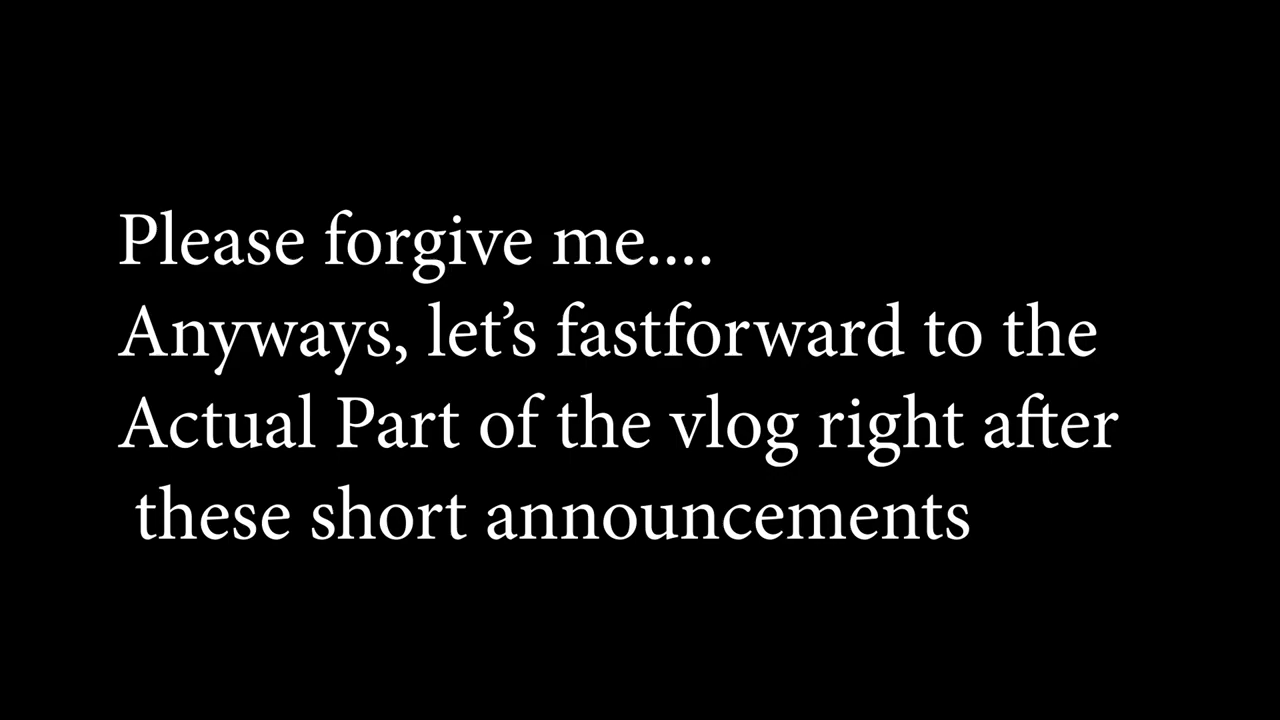 Please forgive me....
Anyways, let’s fastforward to the
Actual Part of the vlog right after
these short announcements